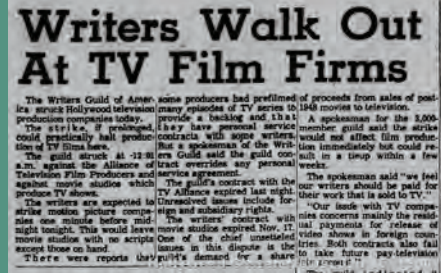 Writers Walk Out
At TV Film Firms
The Writers Guild of Amer-
ica struck Hollywood television
production companies today.
The strike, if prolonged,
could practically halt produc-
tion of TV films here.
The guild struck at 12:01
a.m. against the Alliance of
Television Film Producers and
against movie studios which
produce TV shows.
The writers are expected to
strike motion picture compa-
nies one minute before mid-
night tonight. This would leave
movie studios with no scripts
except those on hand.
There were reports that
some producers had prefilmed
many episodes of TV series to
provide a backlog and that
they have personal service
contracts with some writers.
But a spokesman of the Writ-
ers Guild said the guild con-
tract overrides any personal
service agreement.
The guild's contract with the
TV Alliance expired last night.
Unresolved issues include for-
eign and subsidiary rights.
The writers' contract with
movie studios expired Nov. 17.
One of the chief unsettled
issues in this dispute is the
guild's demand for a share
of proceeds from sales of post-
1948 movies to television.
A spokesman for the 3,000-
member guild said the strike
would not affect film produc-
tion immediately but could re-
sult in a tieup within a few
weeks.
The spokesman said "we feel
our writers should be paid for
their work that is sold to TV."
"Our issue with TV compa-
nies concerns mainly the resid-
ual payments for release of
video shows in foreign coun-
tries. Both contracts also fail
to take future pay-television
into account."